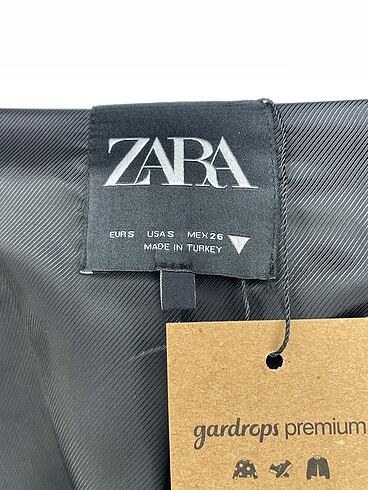 ZARA
EUR S USA S MEX 26
MADE IN TURKEY
gardrops premium